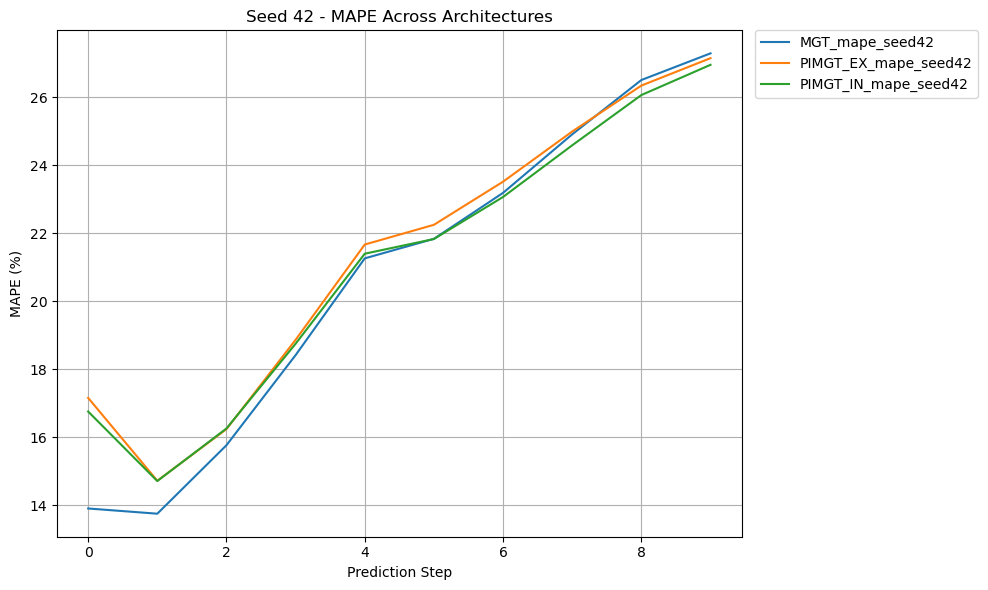 Seed 42 - MAPE Across Architectures
MGT_mape_seed42
PIMGT_EX_mape_seed42
PIMGT_IN_mape_seed42
MAPE (%)
26
24
22
20
18
16
14
0 2 4 6 8
Prediction Step